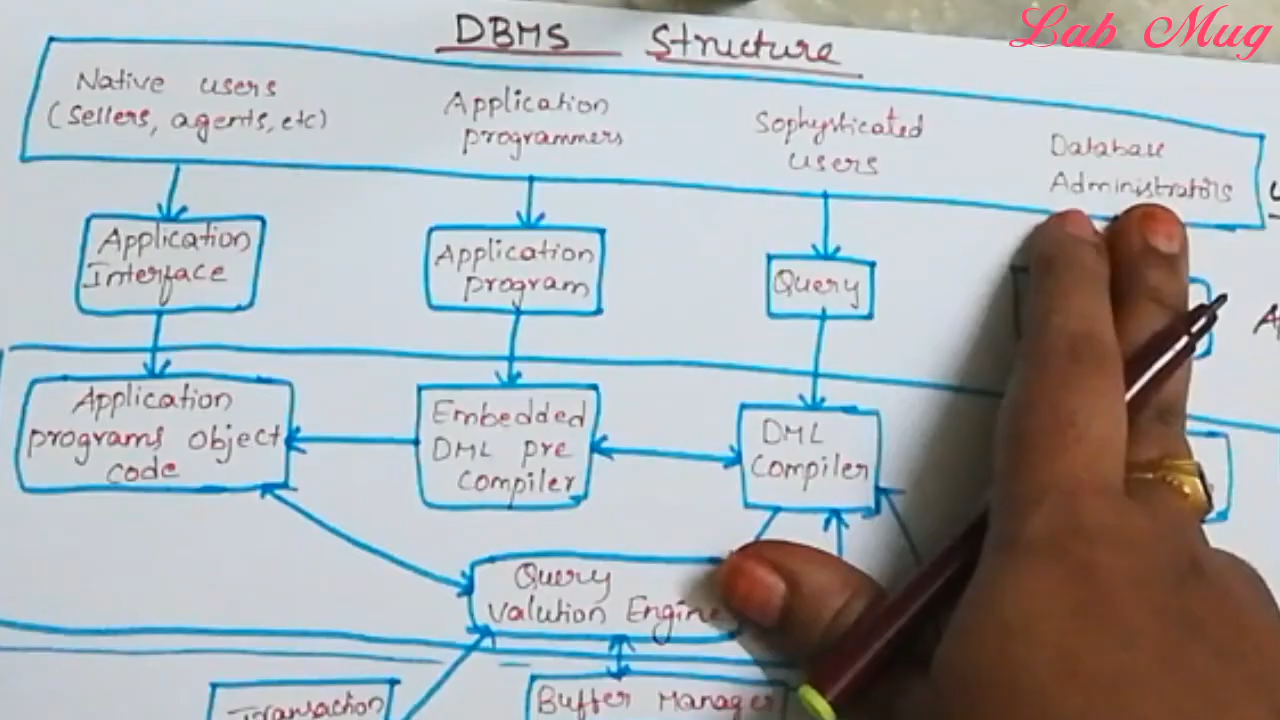 Lab Mug
DBMS Structure
Native users
(Sellers, agents, etc)
Application
programmers
Sophysticated
users
Database
Administrators
Application
Interface
Application
program
Query
Application
programs object
code
Embedded
DML pre
Compiler
DML
Compiler
Query
Valution Engine
Transaction
Buffer Manager